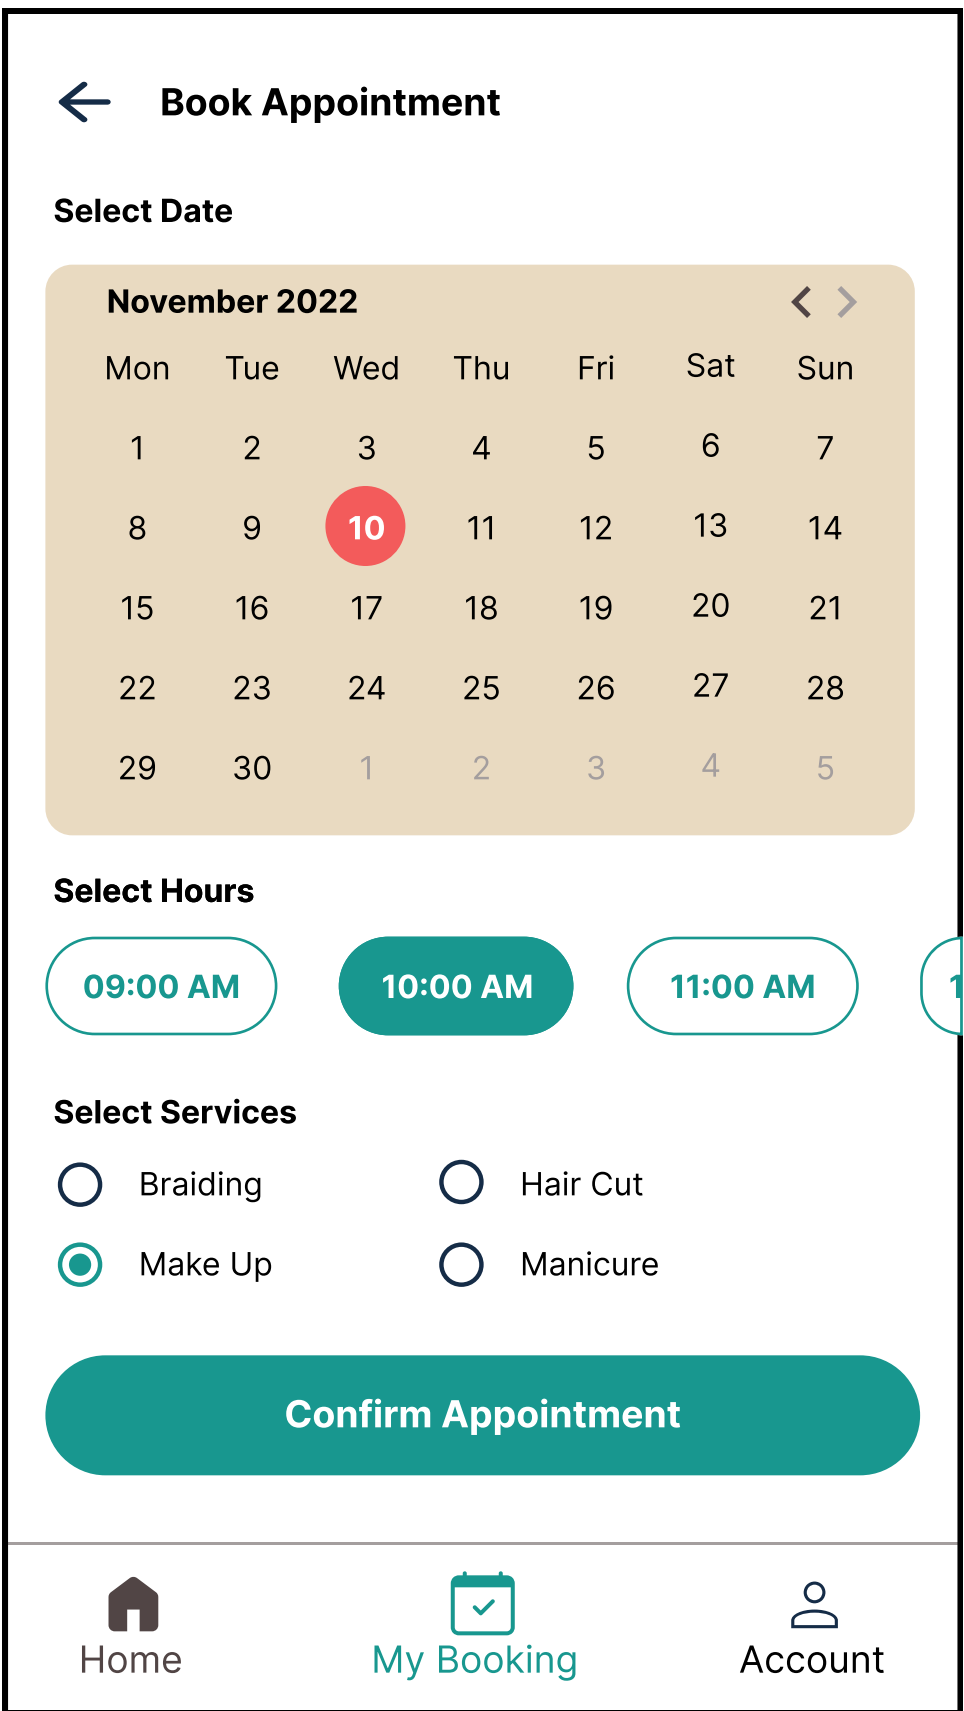 Book Appointment
Select Date
November 2022
Mon Tue Wed Thu Fri Sat Sun
1 2 3 4 5 6 7
8 9 10 11 12 13 14
15 16 17 18 19 20 21
22 23 24 25 26 27 28
29 30 1 2 3 4 5
Select Hours
09:00 AM 10:00 AM 11:00 AM
Select Services
Braiding Hair Cut
Make Up Manicure
Confirm Appointment
Home My Booking Account